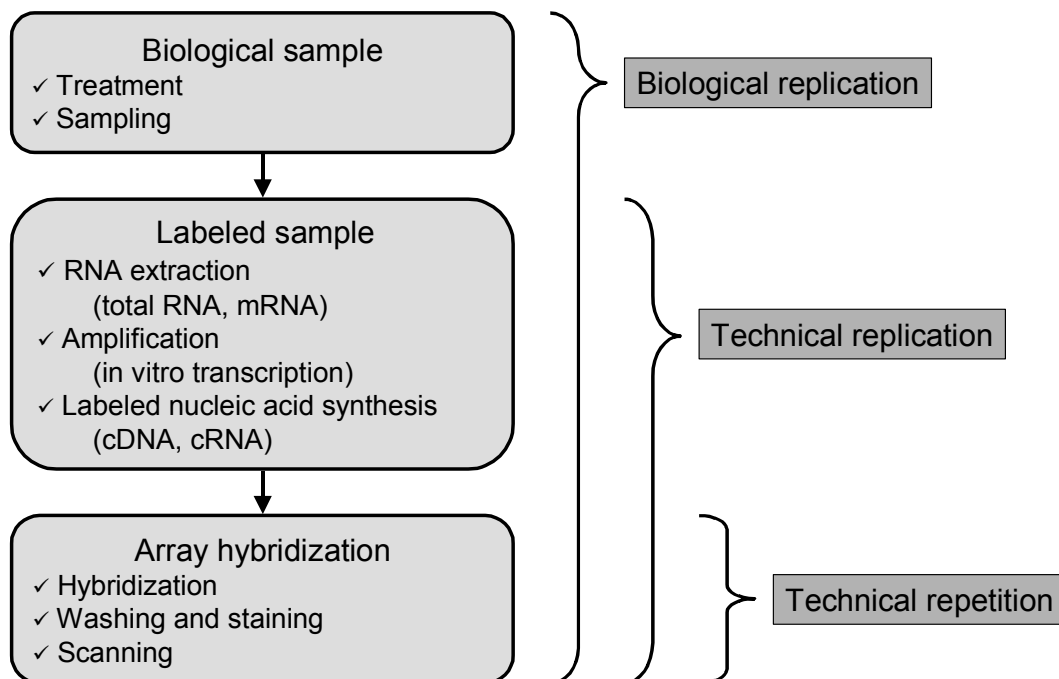 Biological sample
✓ Treatment
✓ Sampling
Biological replication
Labeled sample
✓ RNA extraction
(total RNA, mRNA)
✓ Amplification
(in vitro transcription)
✓ Labeled nucleic acid synthesis
(cDNA, cRNA)
Technical replication
Array hybridization
✓ Hybridization
✓ Washing and staining
✓ Scanning
Technical repetition